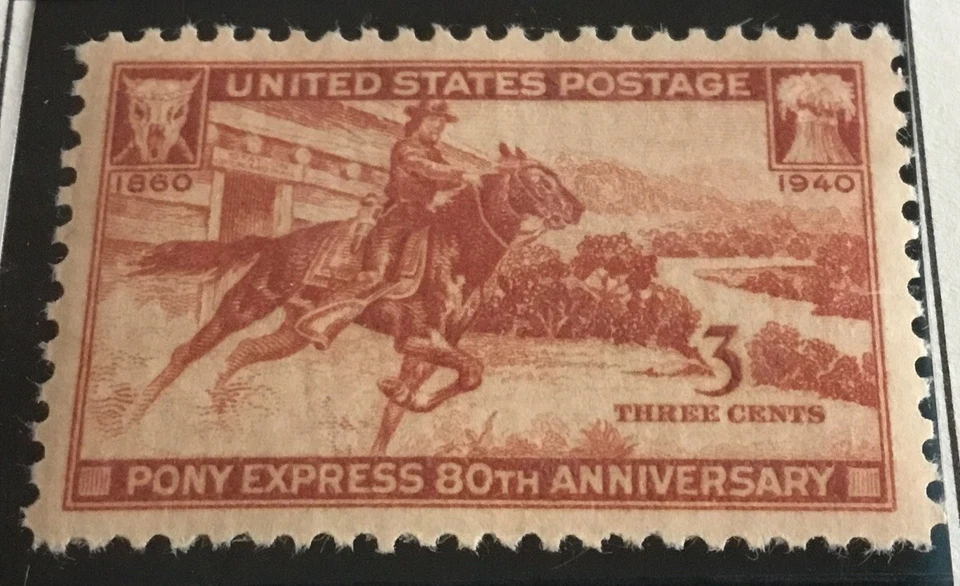 UNITED STATES POSTAGE
1860
1940
3
THREE CENTS
PONY EXPRESS 80TH ANNIVERSARY